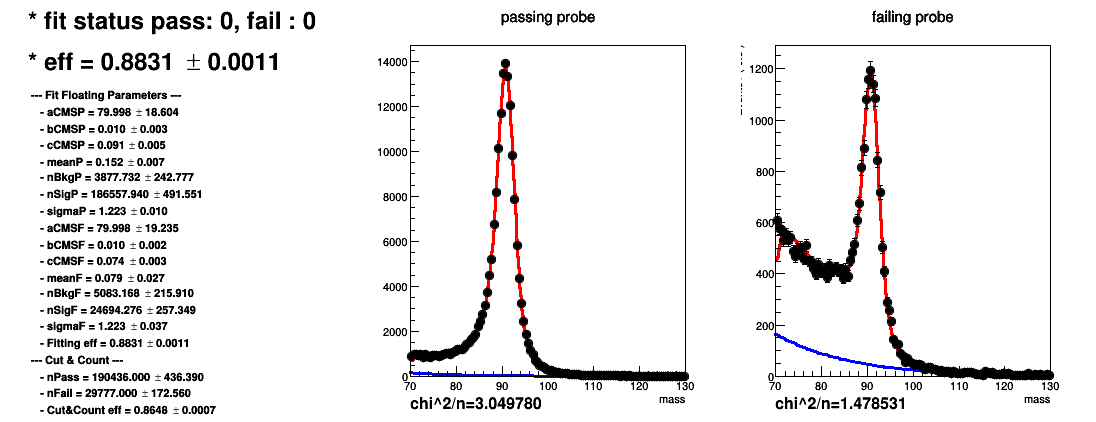 * fit status pass: 0, fail : 0
* eff = 0.8831 ± 0.0011
--- Fit Floating Parameters ---
- aCMSP = 79.998 ± 18.604
- bCMSP = 0.010 ± 0.003
- cCMSP = 0.091 ± 0.005
- meanP = 0.152 ± 0.007
- nBkgP = 3877.732 ± 242.777
- nSigP = 186557.940 ± 491.551
- sigmaP = 1.223 ± 0.010
- aCMSF = 79.998 ± 19.235
- bCMSF = 0.010 ± 0.002
- cCMSF = 0.074 ± 0.003
- meanF = 0.079 ± 0.027
- nBkgF = 5083.168 ± 215.910
- nSigF = 24694.276 ± 257.349
- sigmaF = 1.223 ± 0.037
- Fitting eff = 0.8831 ± 0.0011
--- Cut & Count ---
- nPass = 190436.000 ± 436.390
- nFail = 29777.000 ± 172.560
- Cut&Count eff = 0.8648 ± 0.0007
passing probe
14000
12000
10000
8000
6000
4000
2000
0
70 80 90 100 110 120 130
mass
chi^2/n=3.049780
failing probe
1200
1000
800
600
400
200
0
70 80 90 100 110 120 130
mass
chi^2/n=1.478531